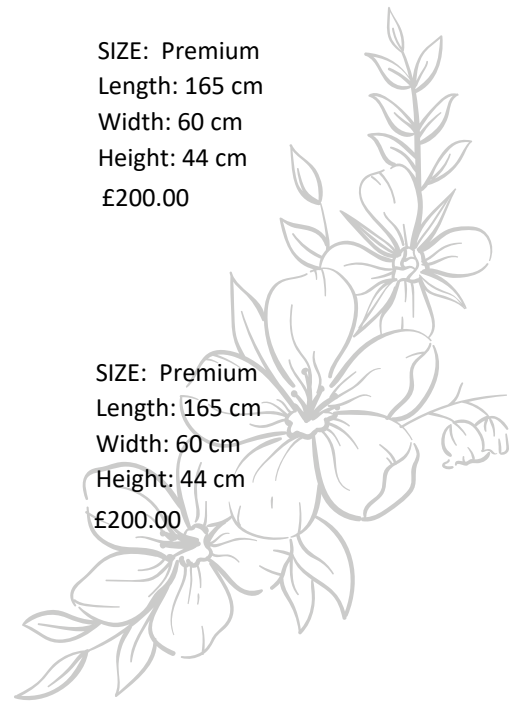 SIZE:  Premium
Length: 165 cm
Width: 60 cm
Height: 44 cm
£200.00
SIZE:  Premium
Length: 165 cm
Width: 60 cm
Height: 44 cm
£200.00